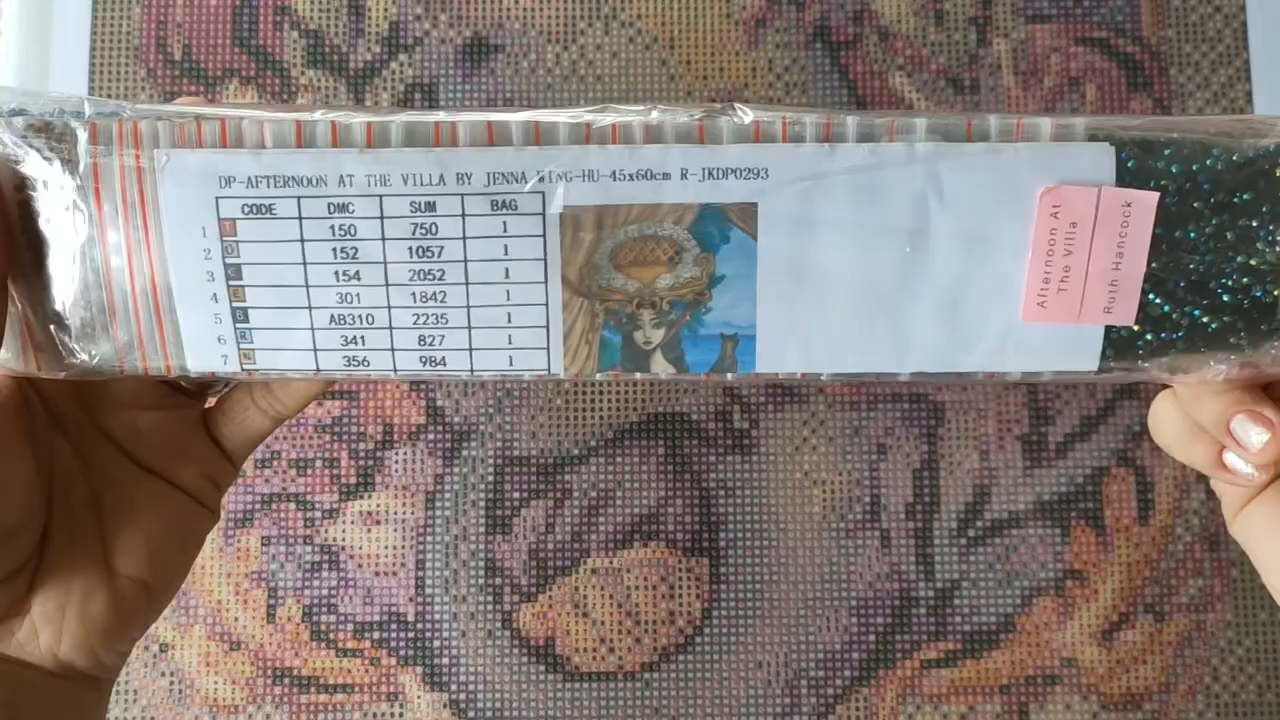 DP-AFTERNOON AT THE VILLA BY JENNA WING-HU-45x60cm R-JKDP0293
CODE DMC SUM BAG
1 T 150 750 1
2 O 152 1057 1
3 C 154 2052 1
4 E 301 1842 1
5 B AB310 2235 1
6 R 341 827 1
7 N 356 984 1
Afternoon At
The Villa
Ruth Hancock